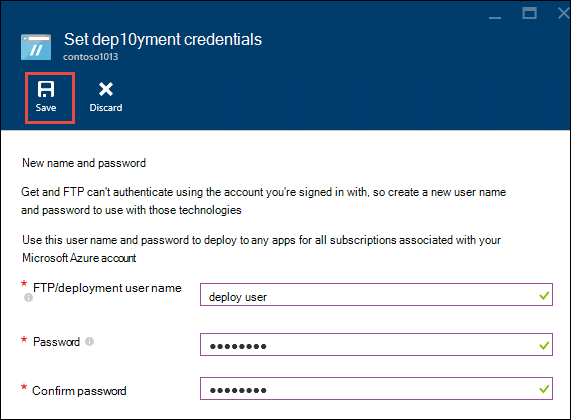 Set dep10yment credentials
contoso1013
Save
Discard
New name and password
Get and FTP can't authenticate using the account you're signed in with, so create a new user name
and password to use with those technologies
Use this user name and password to deploy to any apps for all subscriptions associated with your
Microsoft Azure account
* FTP/deployment user name
deploy user
* Password
* Confirm password